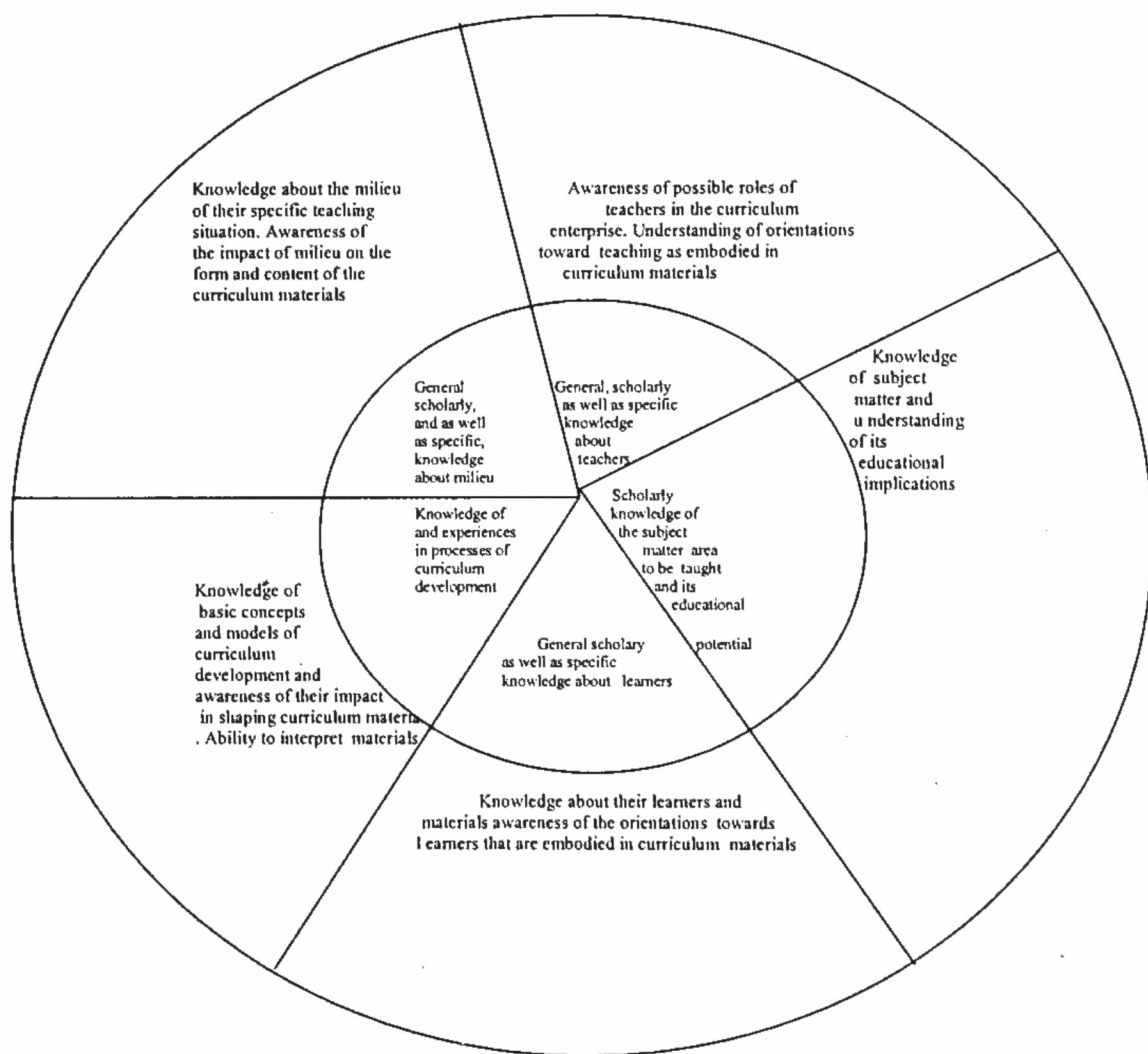 Knowledge about the milieu
of their specific teaching
situation. Awareness of
the impact of milieu on the
form and content of the
curriculum materials
Awareness of possible roles of
teachers in the curriculum
enterprise. Understanding of orientations
toward teaching as embodied in
curriculum materials
Knowledge
of subject
matter and
understanding
of its
educational
implications
General
scholarly,
and as well
as specific,
knowledge
about milieu
General, scholarly
as well as specific
knowledge
about
teachers
Scholarly
knowledge of
the subject
matter area
to be taught
and its
educational
potential
Knowledge of
and experiences
in processes of
curriculum
development
General scholary
as well as specific
knowledge about learners
Knowledge of
basic concepts
and models of
curriculum
development and
awareness of their impact
in shaping curriculum materia
. Ability to interpret materials
Knowledge about their learners and
materials awareness of the orientations towards
Learners that are embodied in curriculum materials